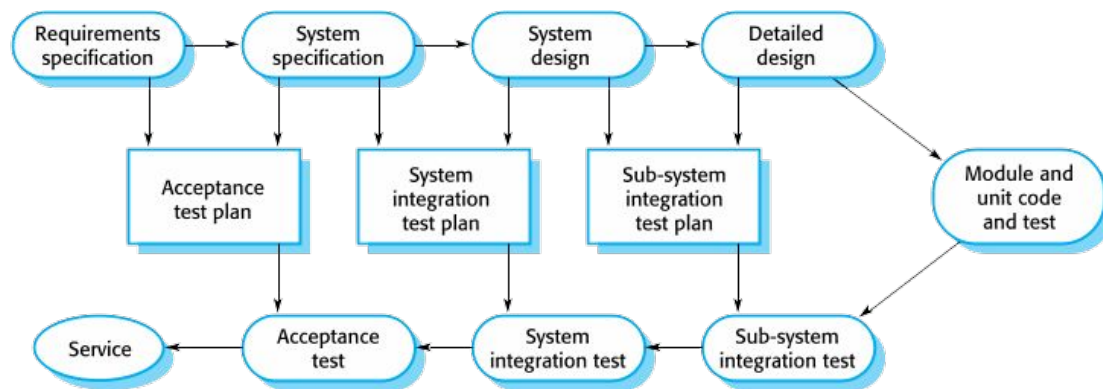 Requirements
specification
System
specification
System
design
Detailed
design
Acceptance
test plan
System
integration
test plan
Sub-system
integration
test plan
Module and
unit code
and test
Service
Acceptance
test
System
integration test
Sub-system
integration test